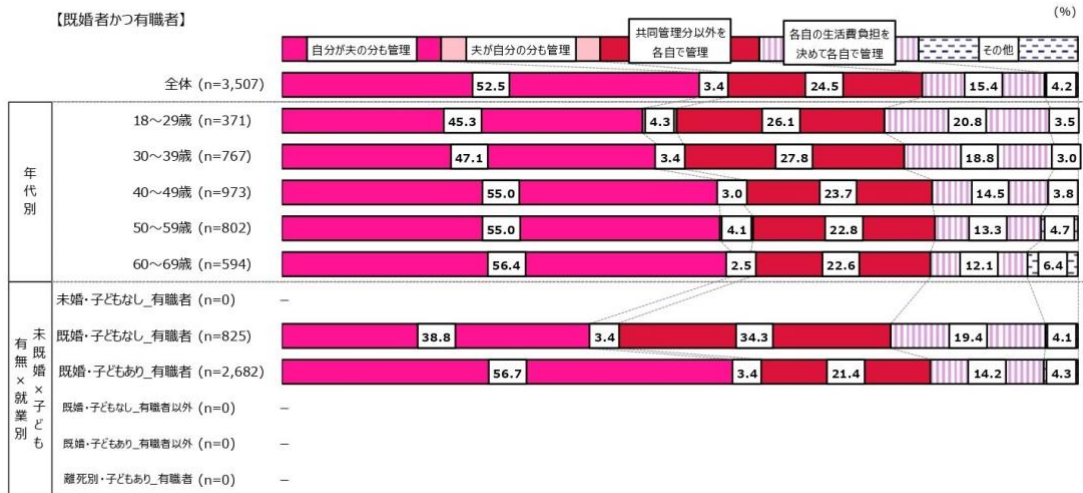 【既婚者かつ有職者】
(%)
自分が夫の分も管理
夫が自分の分も管理
共同管理分以外を
各自で管理
各自の生活費負担を
決めて各自で管理
その他
全体 (n=3,507) 52.5 3.4 24.5 15.4 4.2
年代別
18～29歳 (n=371) 45.3 4.3 26.1 20.8 3.5
30～39歳 (n=767) 47.1 3.4 27.8 18.8 3.0
40～49歳 (n=973) 55.0 3.0 23.7 14.5 3.8
50～59歳 (n=802) 55.0 4.1 22.8 13.3 4.7
60～69歳 (n=594) 56.4 2.5 22.6 12.1 6.4
未既婚×子ども
有無×就業別
未婚・子どもなし_有職者 (n=0) －
既婚・子どもなし_有職者 (n=825) 38.8 3.4 34.3 19.4 4.1
既婚・子どもあり_有職者 (n=2,682) 56.7 3.4 21.4 14.2 4.3
既婚・子どもなし_有職者以外 (n=0) －
既婚・子どもあり_有職者以外 (n=0) －
離死別・子どもあり_有職者 (n=0) －